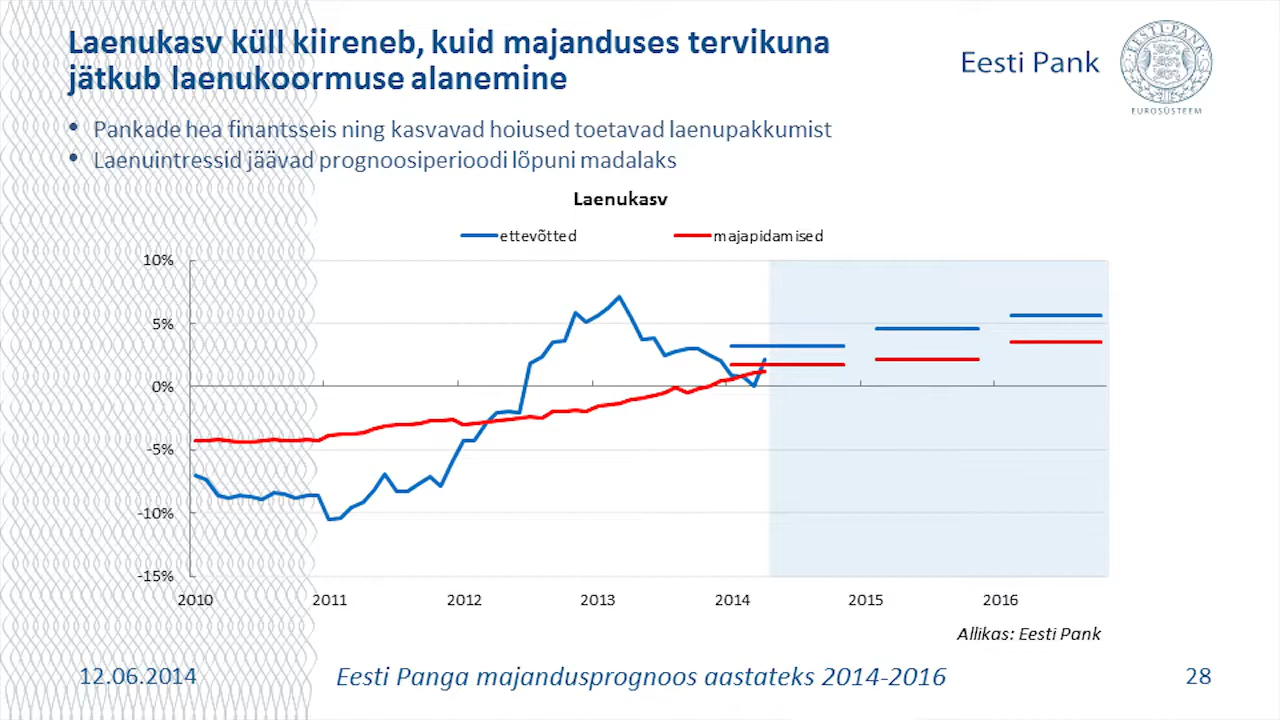 Laenukasv küll kiireneb, kuid majanduses tervikuna
jätkub laenukoormuse alanemine
Eesti Pank
EESTI PANK
EUROSÜSTEEM
• Pankade hea finantsseis ning kasvavad hoiused toetavad laenupakkumist
• Laenuintressid jäävad prognoosiperioodi lõpuni madalaks
Laenukasv
ettevõtted majapidamised
10%
5%
0%
-5%
-10%
-15%
2010 2011 2012 2013 2014 2015 2016
Allikas: Eesti Pank
12.06.2014 Eesti Panga majandusprognoos aastateks 2014-2016 28